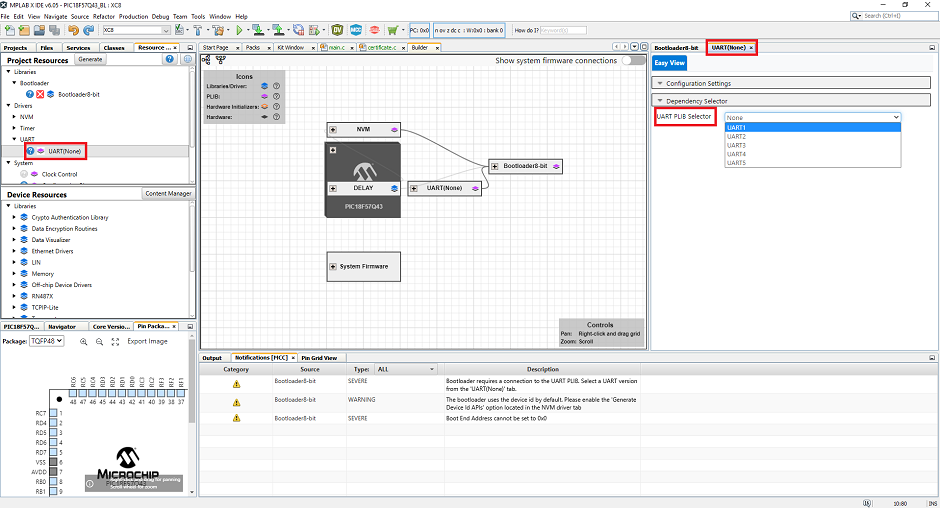 MPLAB X IDE v6.05 - PIC18F57Q43_BL : XC8
File Edit View Navigate Source Refactor Production Debug Team Tools Window Help
Search (Ctrl+I)
XC8
PC: 0x0
n ov z dc c : W:0x0 : bank 0
How do I?
Keyword(s)
Projects Files Services Classes Resource ...
Project Resources Generate
Libraries
Bootloader
Bootloader8-bit
Drivers
NVM
Timer
UART
UART(None)
System
Clock Control
Device Resources Content Manager
Libraries
Crypto Authentication Library
Data Encryption Routines
Data Visualizer
Ethernet Drivers
LIN
Memory
Off-chip Device Drivers
RN487X
TCPIP-Lite
PIC18F57Q... Navigator Core Versio... Pin Packa...
Package: TQFP48 Export Image
RC6 RC5 RC4 RD3 RD2 RD1 RD0 RC3 RC2 RF3 RF2 RF1
48 47 46 45 44 43 42 41 40 39 38 37
RC7 1
RD4 2
RD5 3
RD6 4
RD7 5
VSS 6
AVDD 7
RB0 8
RB1 9
MICROCHIP
PIC18F57Q43
Start Page Packs Kit Window main.c certificate.c Builder
Show system firmware connections
Icons
Libraries/Driver:
PLIB:
Hardware Initializers:
Hardware:
NVM
Bootloader8-bit
DELAY
UART(None)
PIC18F57Q43
System Firmware
Controls
Pan: Right-click and drag grid
Zoom: Scroll
Bootloader8-bit UART(None)
Easy View
Configuration Settings
Dependency Selector
UART PLIB Selector
None
UART1
UART2
UART3
UART4
UART5
Output Notifications [MCC] Pin Grid View
Category Source Type: ALL Description
Bootloader8-bit SEVERE Bootloader requires a connection to the UART PLIB. Select a UART version
from the 'UART(None)' tab.
Bootloader8-bit WARNING The bootloader uses the device id by default. Please enable the 'Generate
Device Id APIs' option located in the NVM driver tab
Bootloader8-bit SEVERE Boot End Address cannot be set to 0x0
10:80 INS